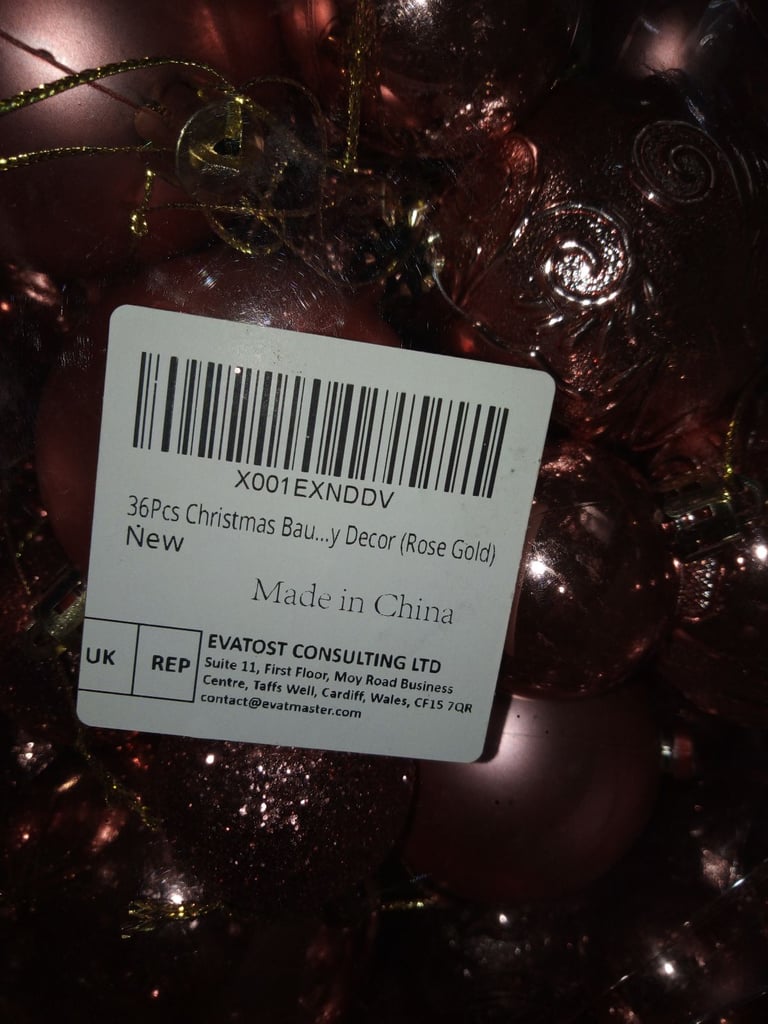 X001EXNDDV
36Pcs Christmas Bau...y Decor (Rose Gold)
New
Made in China
UK REP
EVATOST CONSULTING LTD
Suite 11, First Floor, Moy Road Business
Centre, Taffs Well, Cardiff, Wales, CF15 7QR
contact@evatmaster.com